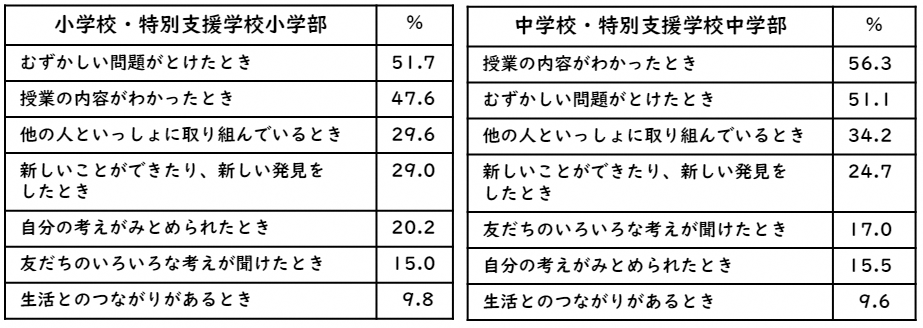 小学校・特別支援学校小学部 %
むずかしい問題がとけたとき 51.7
授業の内容がわかったとき 47.6
他の人といっしょに取り組んでいるとき 29.6
新しいことができたり、新しい発見を
したとき 29.0
自分の考えがみとめられたとき 20.2
友だちのいろいろな考えが聞けたとき 15.0
生活とのつながりがあるとき 9.8
中学校・特別支援学校中学部 %
授業の内容がわかったとき 56.3
むずかしい問題がとけたとき 51.1
他の人といっしょに取り組んでいるとき 34.2
新しいことができたり、新しい発見を
したとき 24.7
友だちのいろいろな考えが聞けたとき 17.0
自分の考えがみとめられたとき 15.5
生活とのつながりがあるとき 9.6